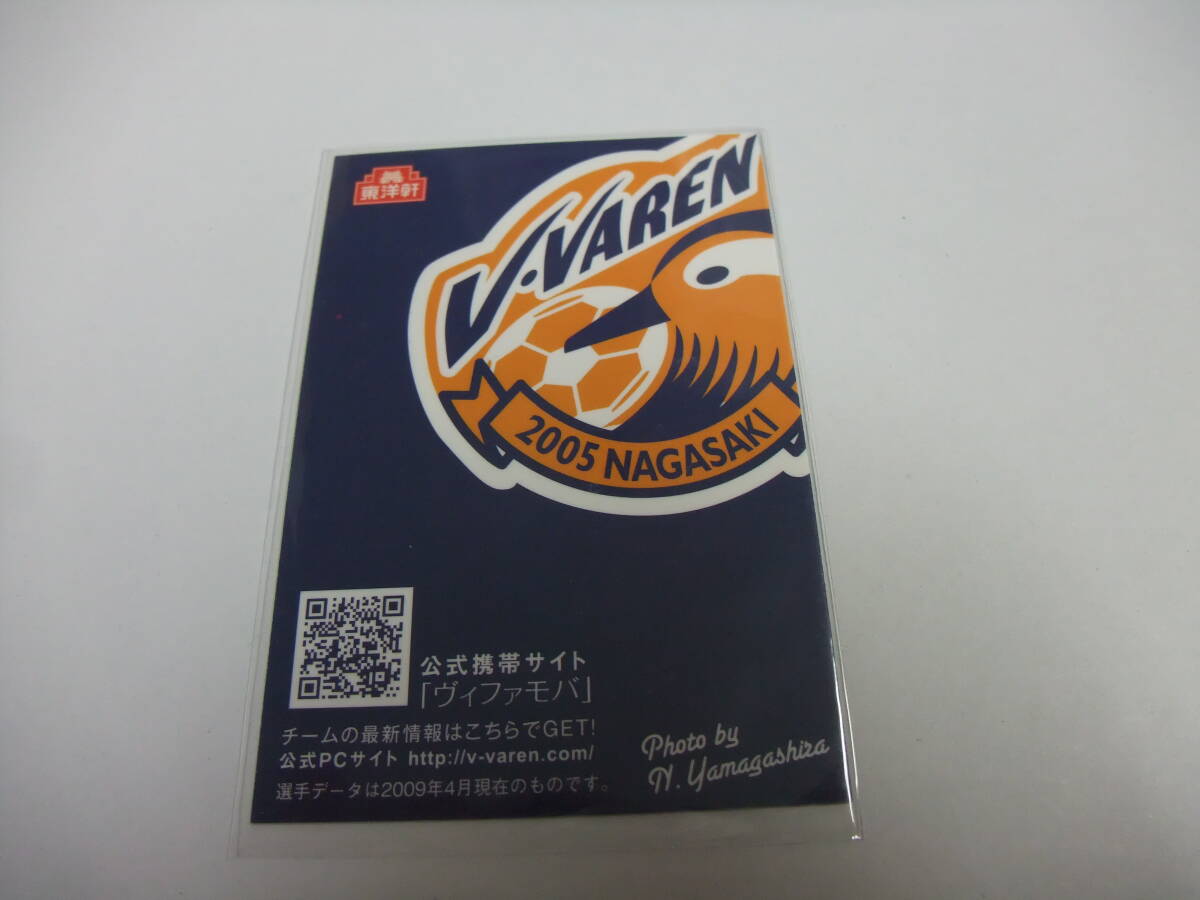 東洋軒
V・VAREN
2005 NAGASAKI
公式携帯サイト
「ヴィファモバ」
チームの最新情報はこちらでGET!
公式PCサイト http://v-varen.com/
選手データは2009年4月現在のものです。
Photo by
N. Yamagashira